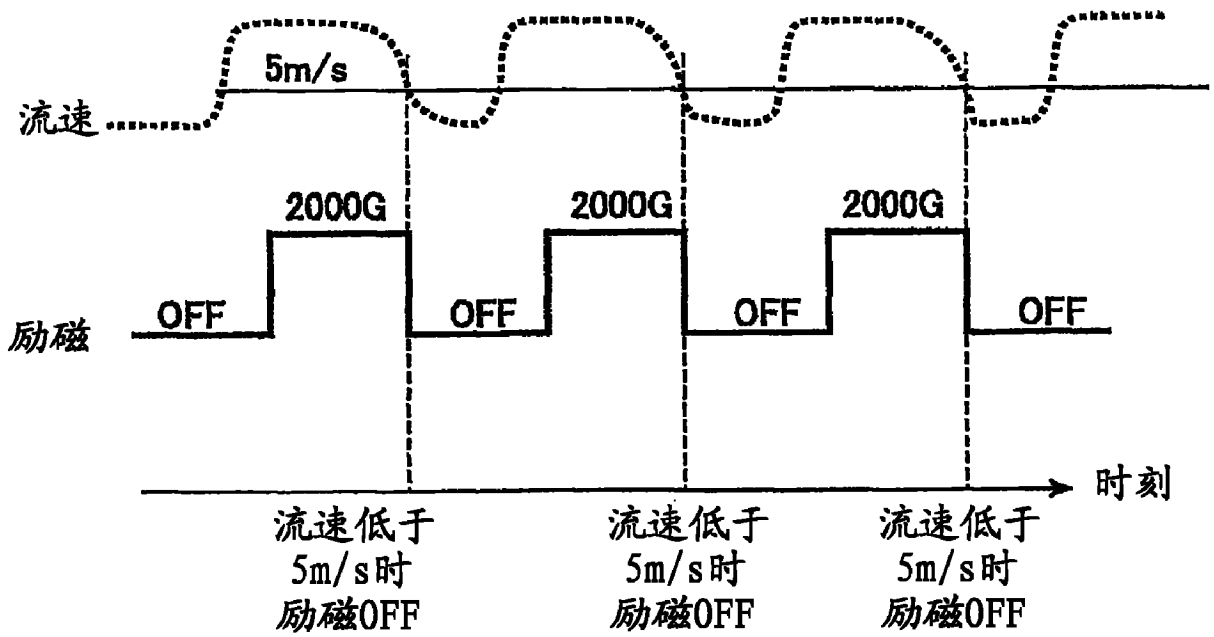 5m/s
流速
2000G
2000G
2000G
OFF
OFF
OFF
OFF
励磁
时刻
流速低于
5m/s时
励磁OFF
流速低于
5m/s时
励磁OFF
流速低于
5m/s时
励磁OFF